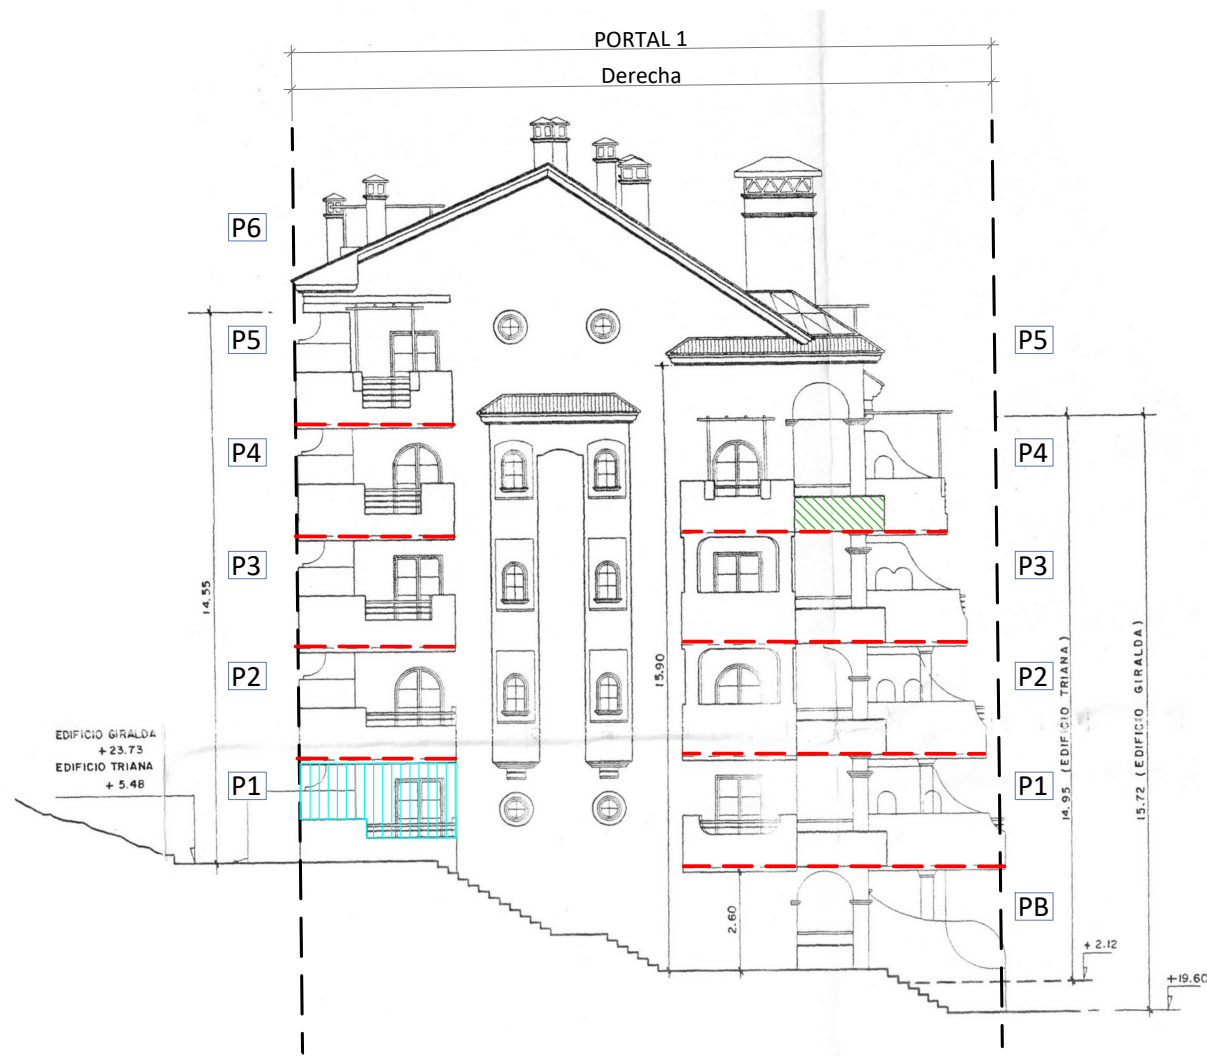 PORTAL 1
Derecha
P6
P5
P5
14.55
P4
P4
P3
P3
15.90
14.95 (EDIFICIO TRIANA)
15.72 (EDIFICIO GIRALDA)
P2
P2
EDIFICIO GIRALDA
+23.73
EDIFICIO TRIANA
+ 5.48
P1
P1
2.60
PB
+ 2.12
+19.60